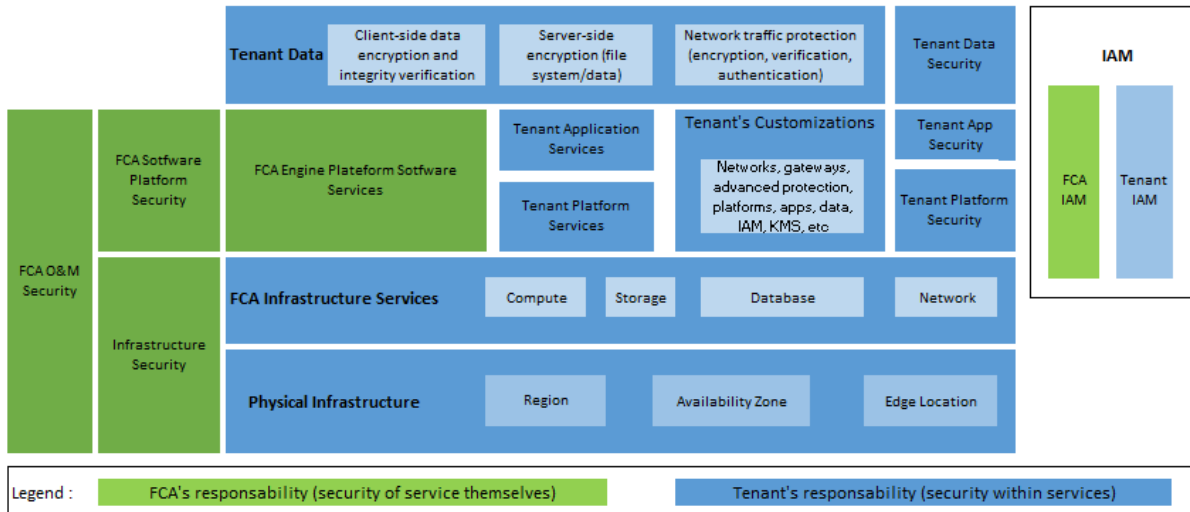 Tenant Data
Client-side data
encryption and
integrity verification
Server-side
encryption (file
system/data)
Network traffic protection
(encryption, verification,
authentication)
Tenant Data
Security
IAM
FCA
IAM
Tenant
IAM
FCA O&M
Security
FCA Sotfware
Platform
Security
FCA Engine Plateform Sotfware
Services
Tenant Application
Services
Tenant Platform
Services
Tenant's Customizations
Networks, gateways,
advanced protection,
platforms, apps, data,
IAM, KMS, etc
Tenant App
Security
Tenant Platform
Security
Infrastructure
Security
FCA Infrastructure Services
Compute
Storage
Database
Network
Physical Infrastructure
Region
Availability Zone
Edge Location
Legend :
FCA's responsability (security of service themselves)
Tenant's responsability (security within services)